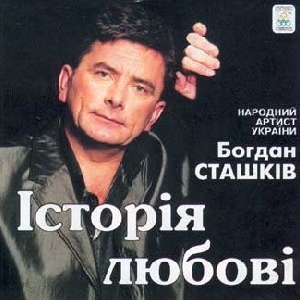 НАРОДНИЙ
АРТИСТ
УКРАЇНИ
Богдан
СТАШКІВ
Історія
любові